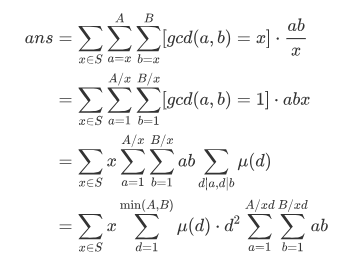 ans = \sum_{x \in S} \sum_{a=x}^{A} \sum_{b=x}^{B} [gcd(a, b) = x] \cdot \frac{ab}{x}
= \sum_{x \in S} \sum_{a=1}^{A/x} \sum_{b=1}^{B/x} [gcd(a, b) = 1] \cdot abx
= \sum_{x \in S} x \sum_{a=1}^{A/x} \sum_{b=1}^{B/x} ab \sum_{d|a,d|b} \mu(d)
= \sum_{x \in S} x \sum_{d=1}^{\min(A,B)} \mu(d) \cdot d^2 \sum_{a=1}^{A/xd} \sum_{b=1}^{B/xd} ab